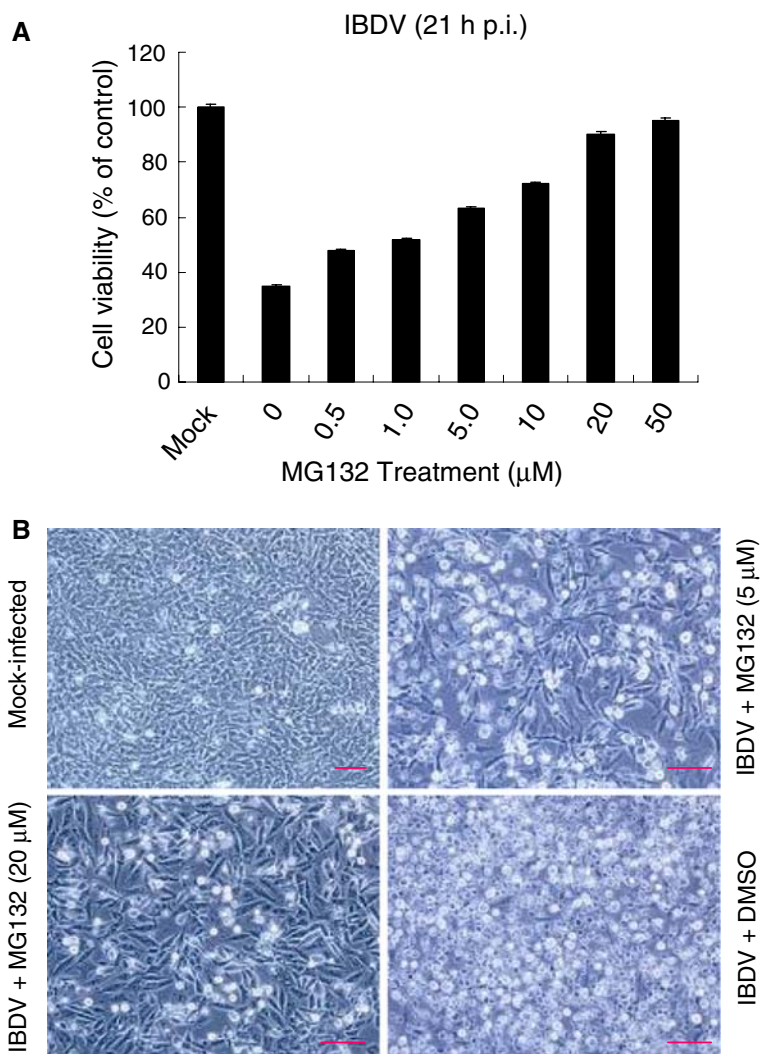 A
IBDV (21 h p.i.)
Cell viability (% of control)
120
100
80
60
40
20
0
Mock
0
0.5
1.0
5.0
10
20
50
MG132 Treatment (μM)
B
Mock-infected
IBDV + MG132 (5 μM)
IBDV + MG132 (20 μM)
IBDV + DMSO